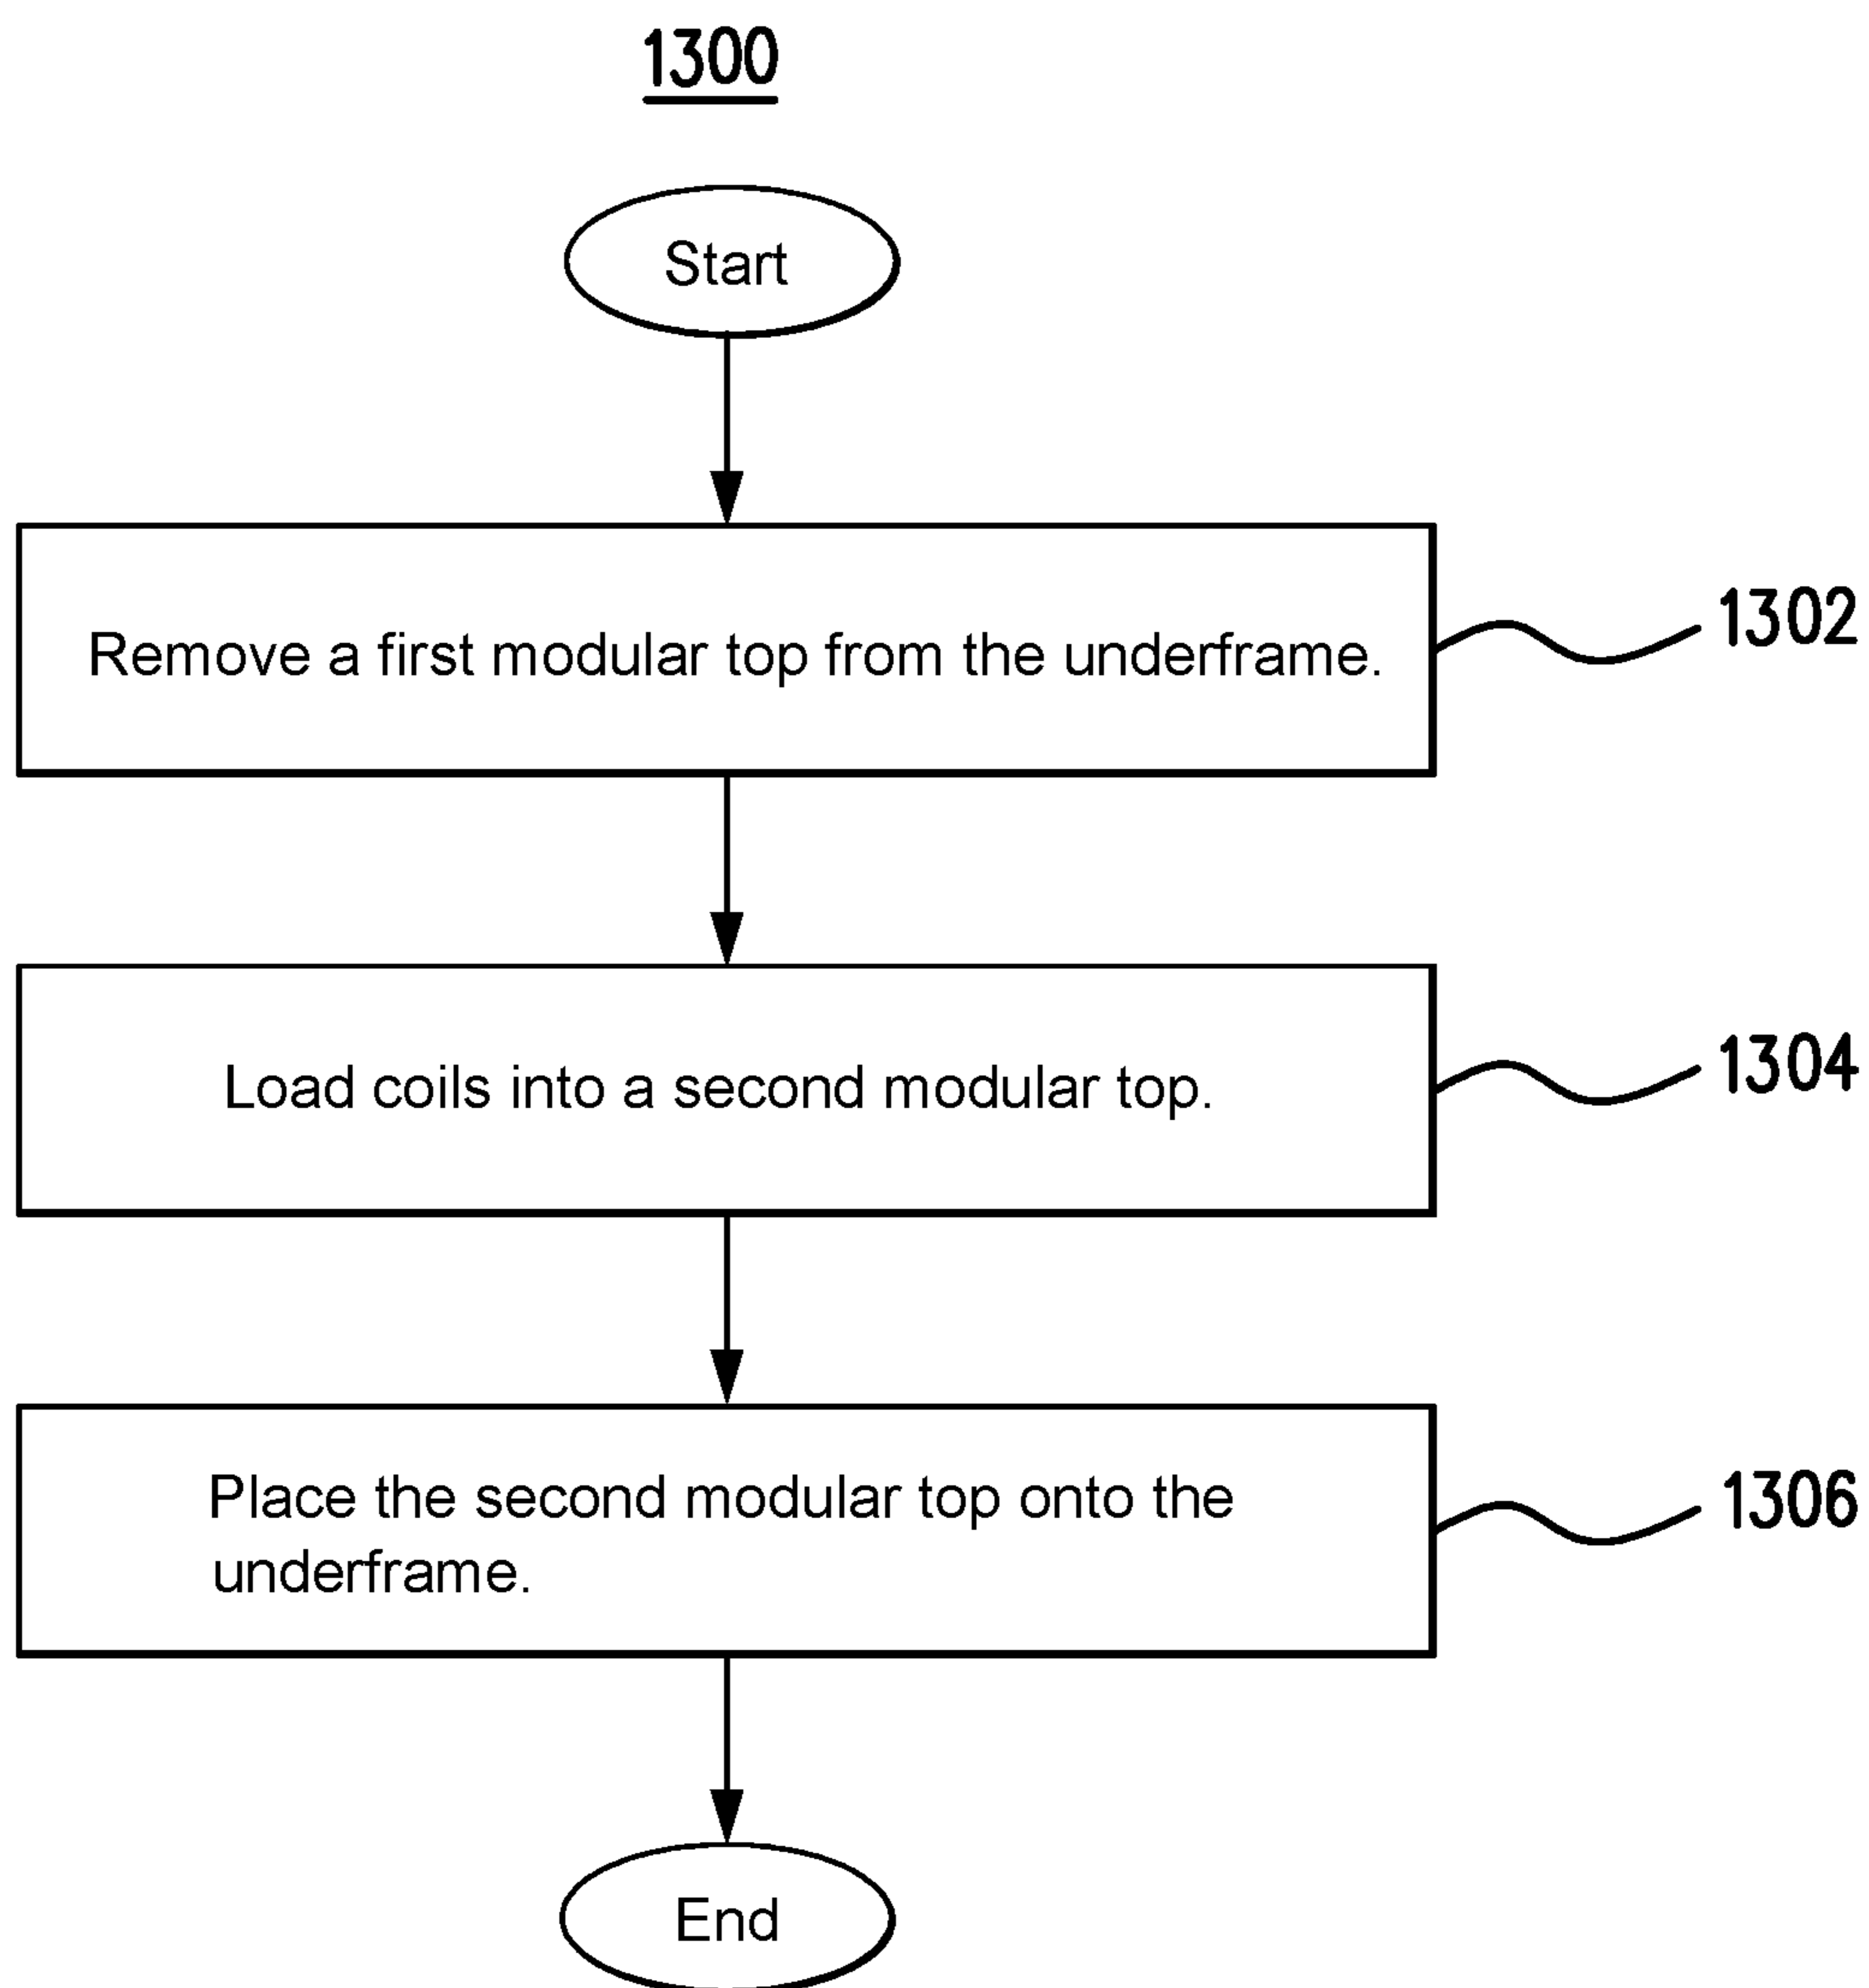 1300
Start
Remove a first modular top from the underframe.
1302
Load coils into a second modular top.
1304
Place the second modular top onto the
underframe.
1306
End